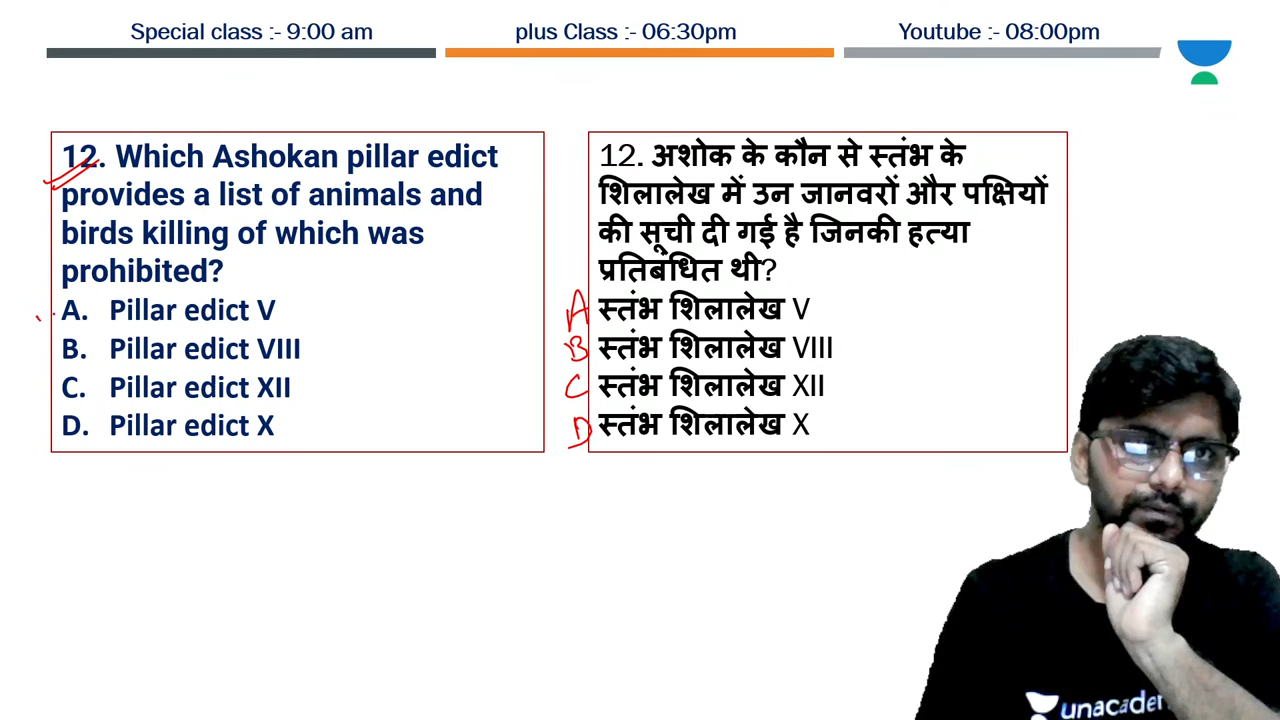 Special class :- 9:00 am
plus Class :- 06:30pm
Youtube :- 08:00pm
12. Which Ashokan pillar edict
provides a list of animals and
birds killing of which was
prohibited?
A. Pillar edict V
B. Pillar edict VIII
C. Pillar edict XII
D. Pillar edict X
12. अशोक के कौन से स्तंभ के
शिलालेख में उन जानवरों और पक्षियों
की सूची दी गई है जिनकी हत्या
प्रतिबंधित थी?
A स्तंभ शिलालेख V
B स्तंभ शिलालेख VIII
C स्तंभ शिलालेख XII
D स्तंभ शिलालेख X